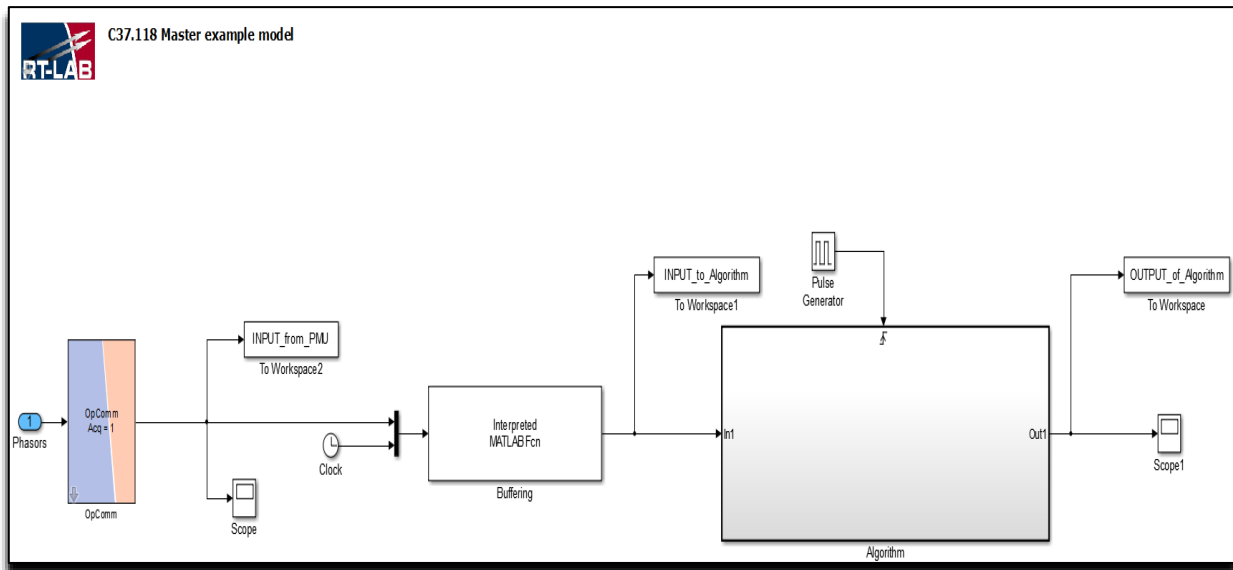 C37.118 Master example model
RT-LAB
INPUT_to_Algorithm
To Workspace1
Pulse
Generator
OUTPUT_of_Algorithm
To Workspace
INPUT_from_PMU
To Workspace2
1
Phasors
OpComm
Acq = 1
OpComm
Scope
Clock
Interpreted
MATLAB Fcn
Buffering
In1
Out1
Algorithm
Scope1